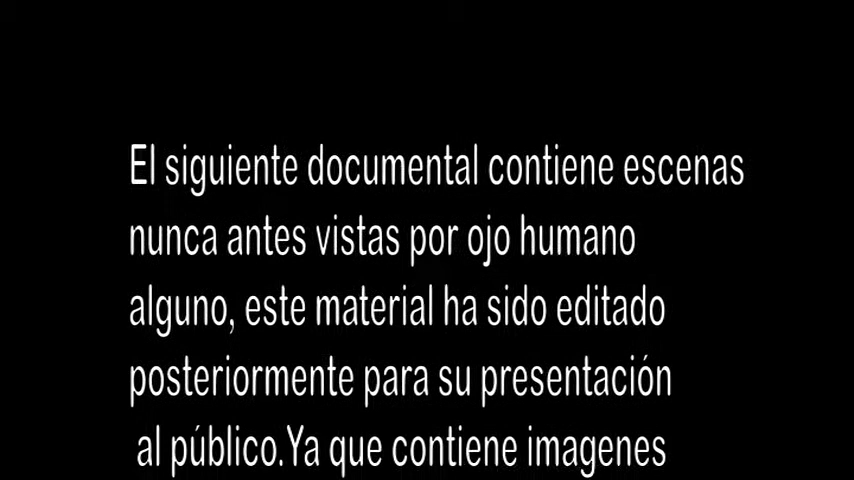 El siguiente documental contiene escenas
nunca antes vistas por ojo humano
alguno, este material ha sido editado
posteriormente para su presentación
al público.Ya que contiene imagenes